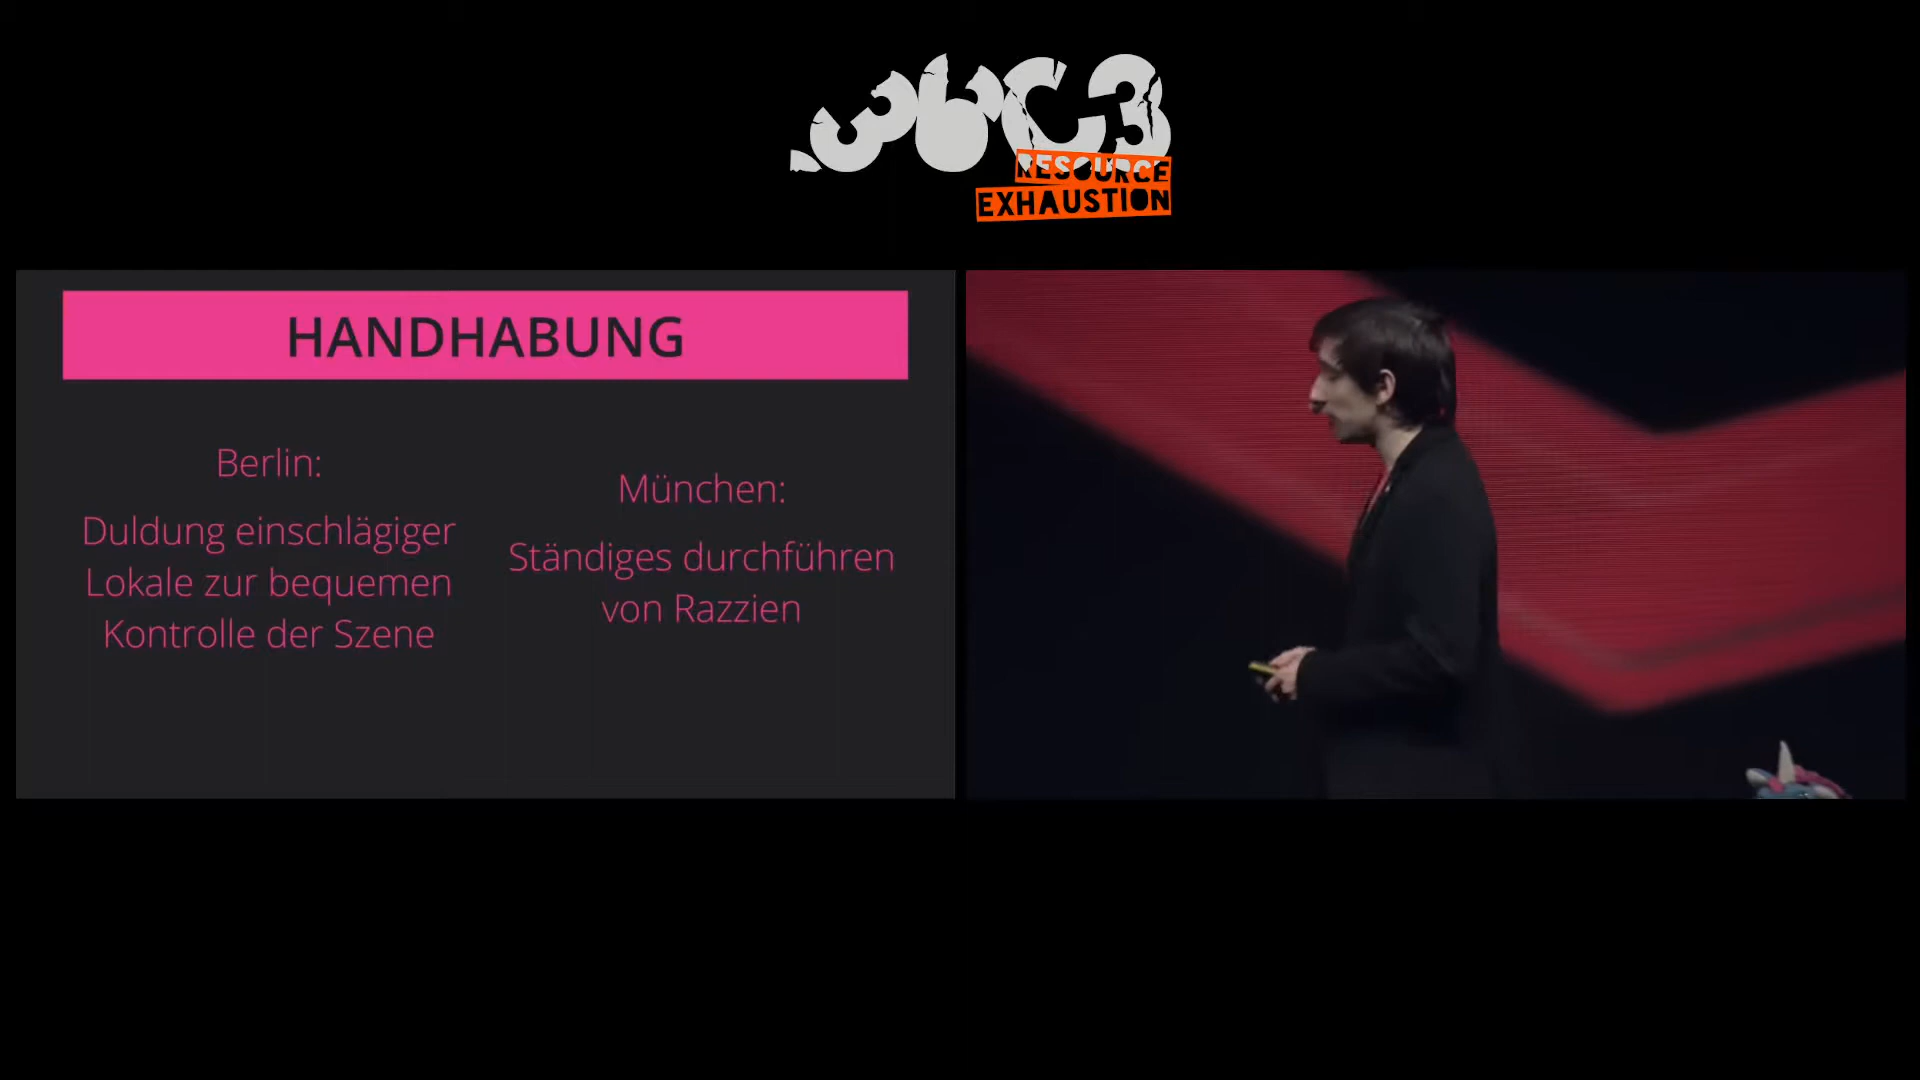 36C3
RESOURCE
EXHAUSTION
HANDHABUNG
Berlin:
Duldung einschlägiger
Lokale zur bequemen
Kontrolle der Szene
München:
Ständiges durchführen
von Razzien